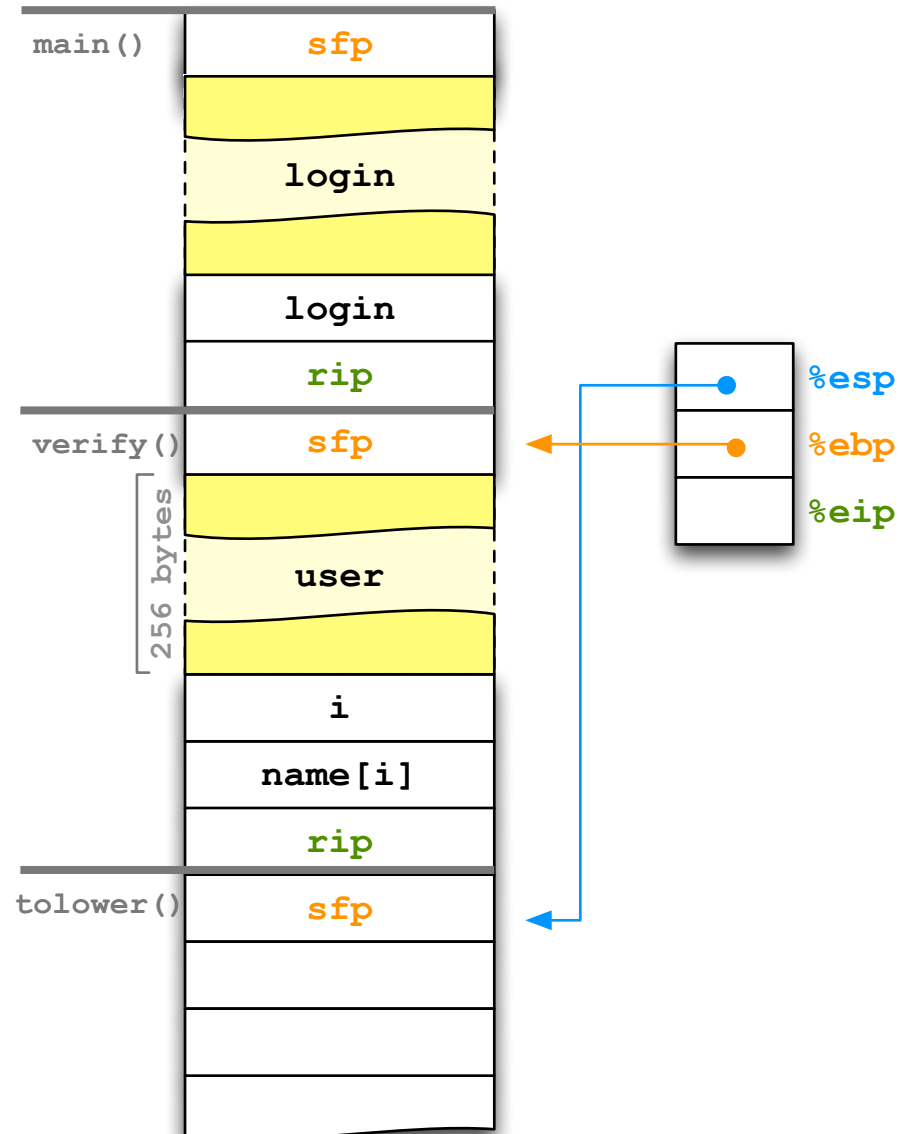 main()
sfp
login
login
rip
%esp
verify()
sfp
%ebp
256 bytes
%eip
user
i
name[i]
rip
tolower()
sfp